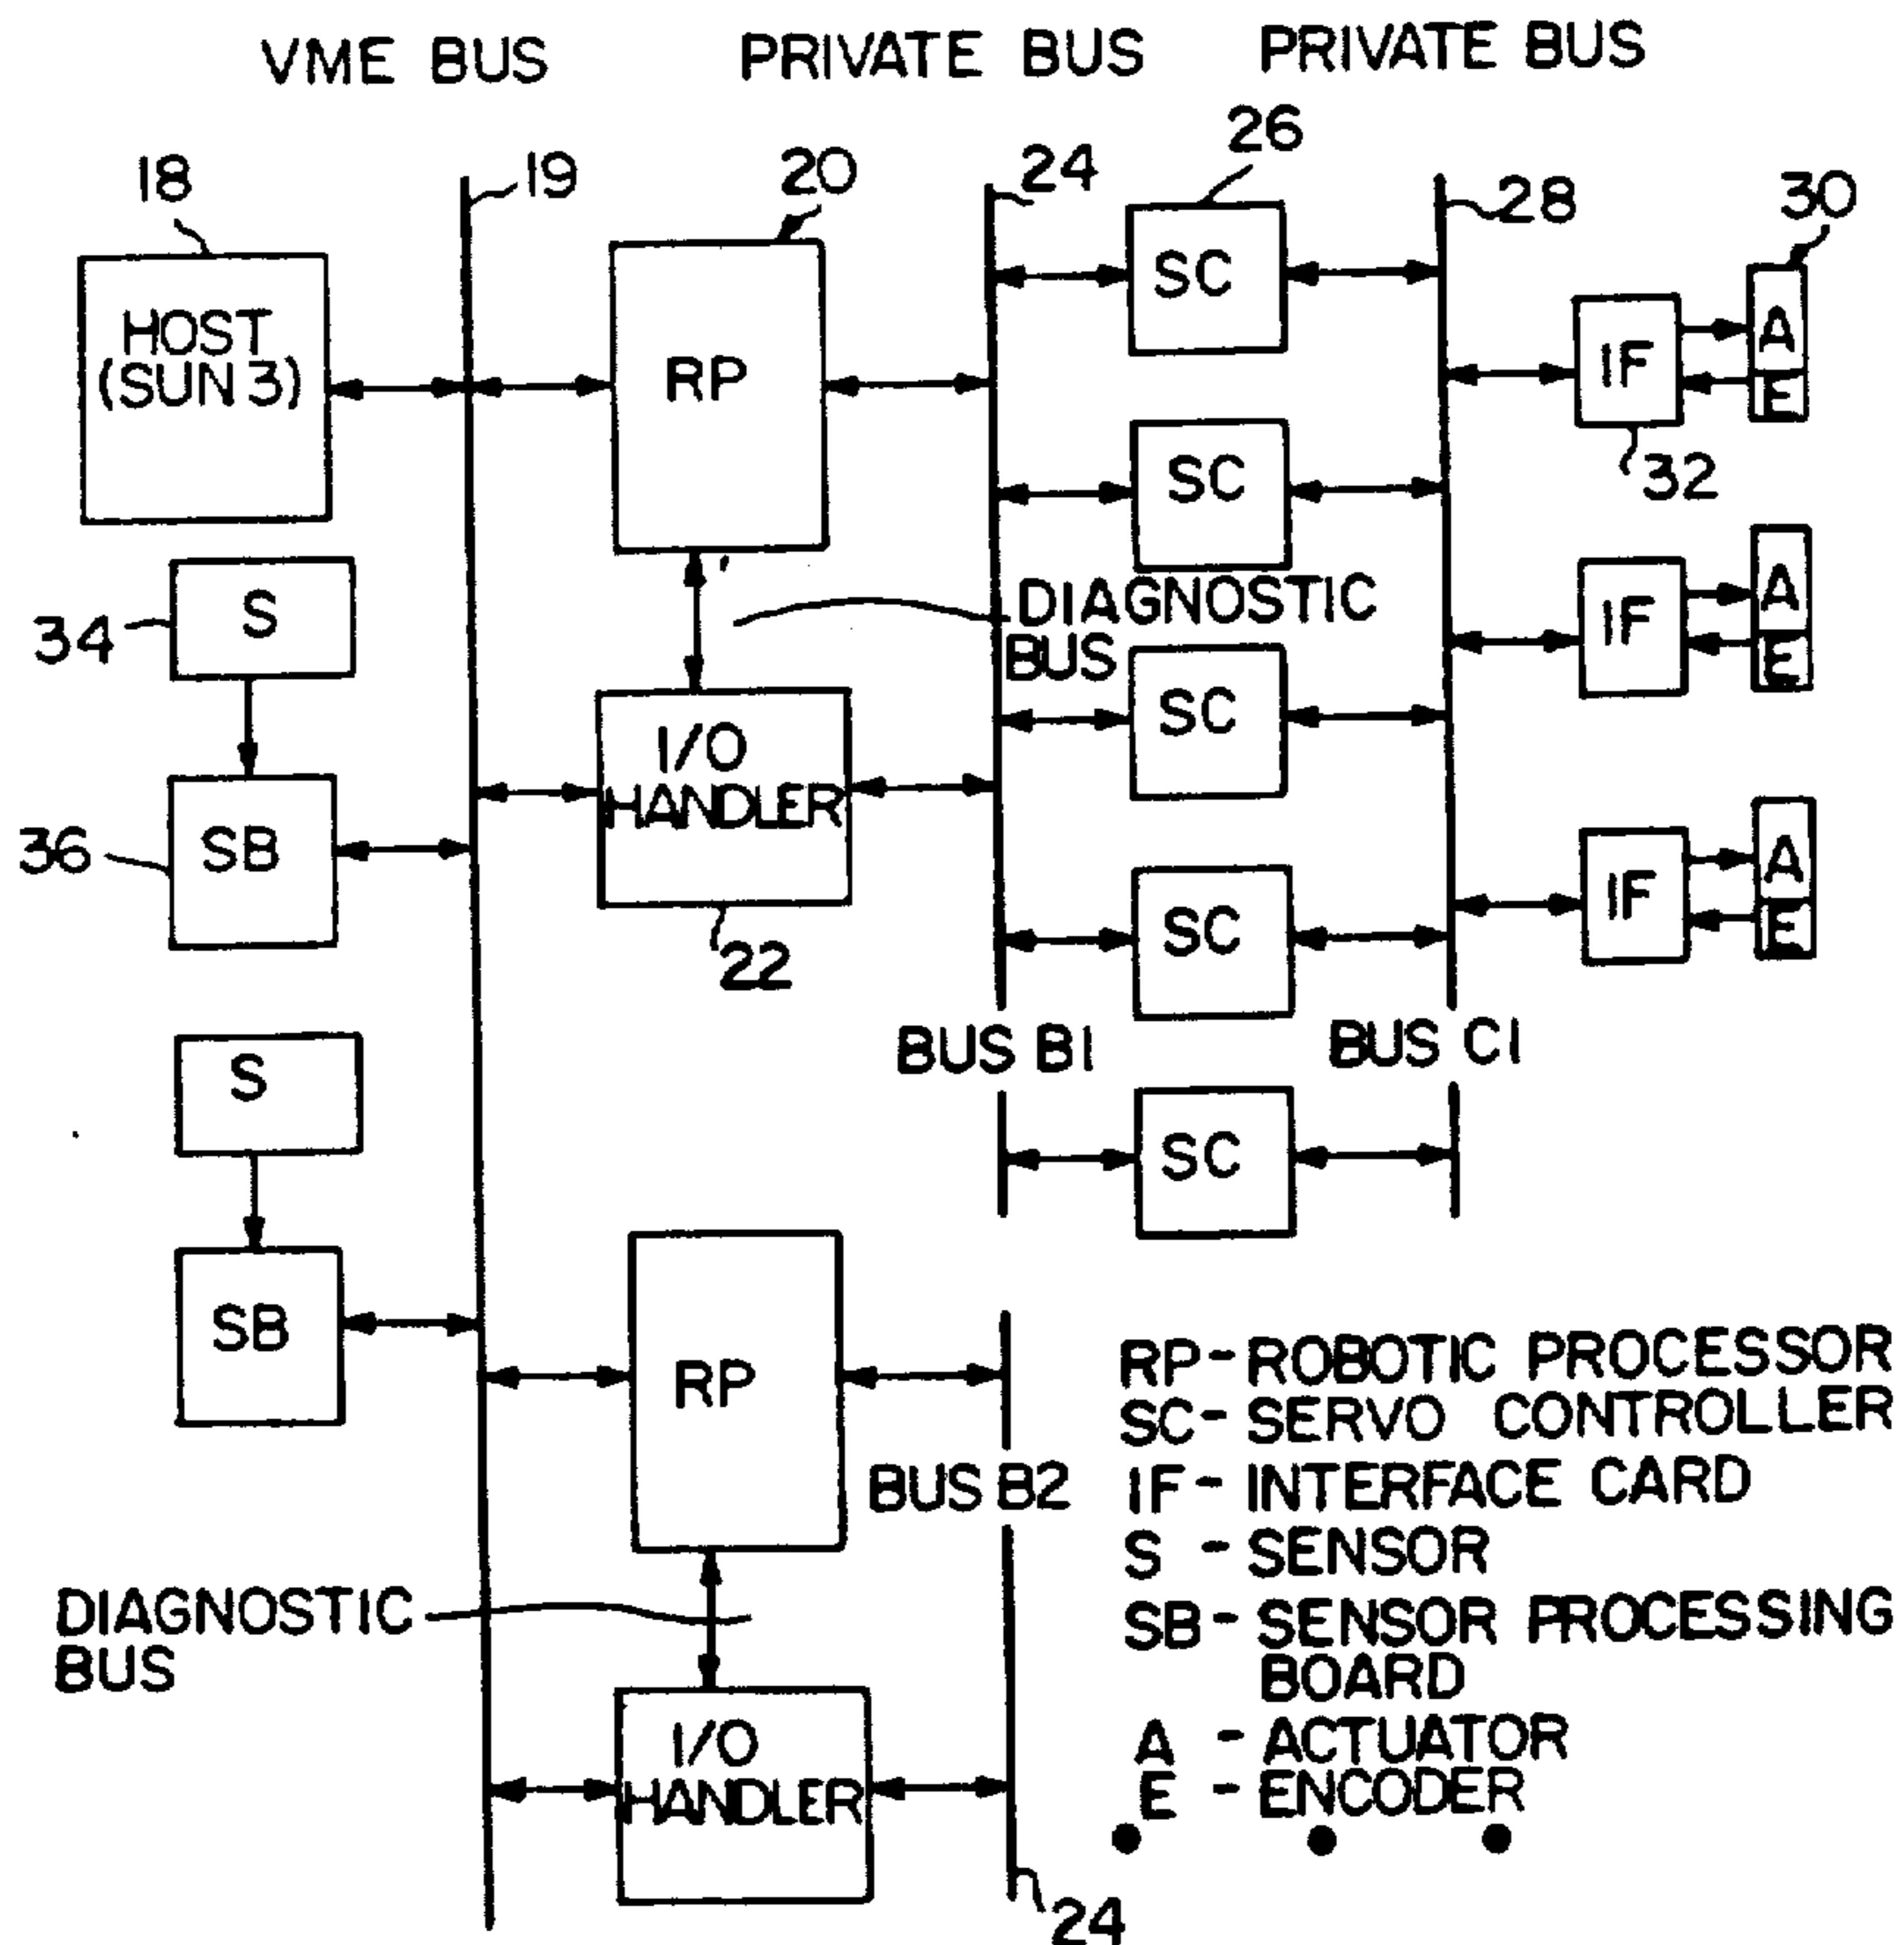 VME BUS
PRIVATE BUS
PRIVATE BUS
18
19
20
24
26
28
30
HOST
(SUN 3)
RP
SC
IF
A
E
32
SC
S
34
DIAGNOSTIC
BUS
IF
A
E
SC
I/O
HANDLER
SB
36
22
SC
IF
A
E
BUS B1
BUS C1
S
SC
SB
RP
BUS B2
DIAGNOSTIC
BUS
I/O
HANDLER
24
RP - ROBOTIC PROCESSOR
SC - SERVO CONTROLLER
IF - INTERFACE CARD
S - SENSOR
SB - SENSOR PROCESSING
BOARD
A - ACTUATOR
E - ENCODER